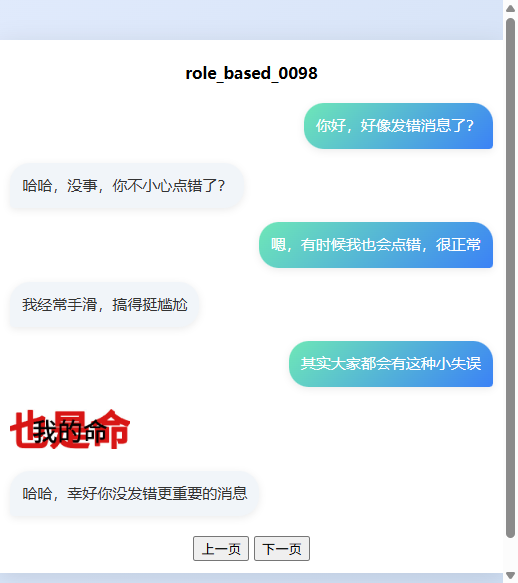 role_based_0098
你好，好像发错消息了？
哈哈，没事，你不小心点错了？
嗯，有时候我也会点错，很正常
我经常手滑，搞得挺尴尬
其实大家都会有这种小失误
也是命
我的命
哈哈，幸好你没发错更重要的消息
上一页 下一页